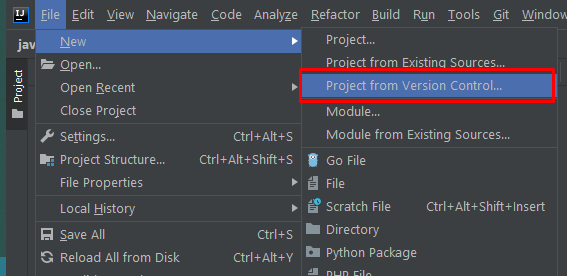 IJ File Edit View Navigate Code Analyze Refactor Build Run Tools Git Window
jav
Project
New
Open...
Open Recent
Close Project
Settings... Ctrl+Alt+S
Project Structure... Ctrl+Alt+Shift+S
File Properties
Local History
Save All Ctrl+S
Reload All from Disk Ctrl+Alt+Y
Project...
Project from Existing Sources...
Project from Version Control...
Module...
Module from Existing Sources...
Go File
File
Scratch File Ctrl+Alt+Shift+Insert
Directory
Python Package
PHP File